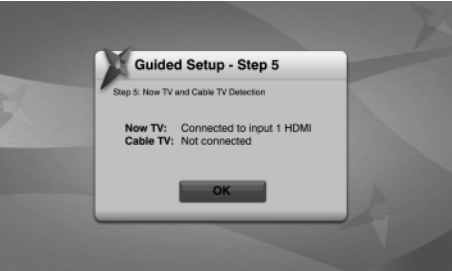 Guided Setup - Step 5
Step 5: Now TV and Cable TV Detection
Now TV: Connected to input 1 HDMI
Cable TV: Not connected
OK